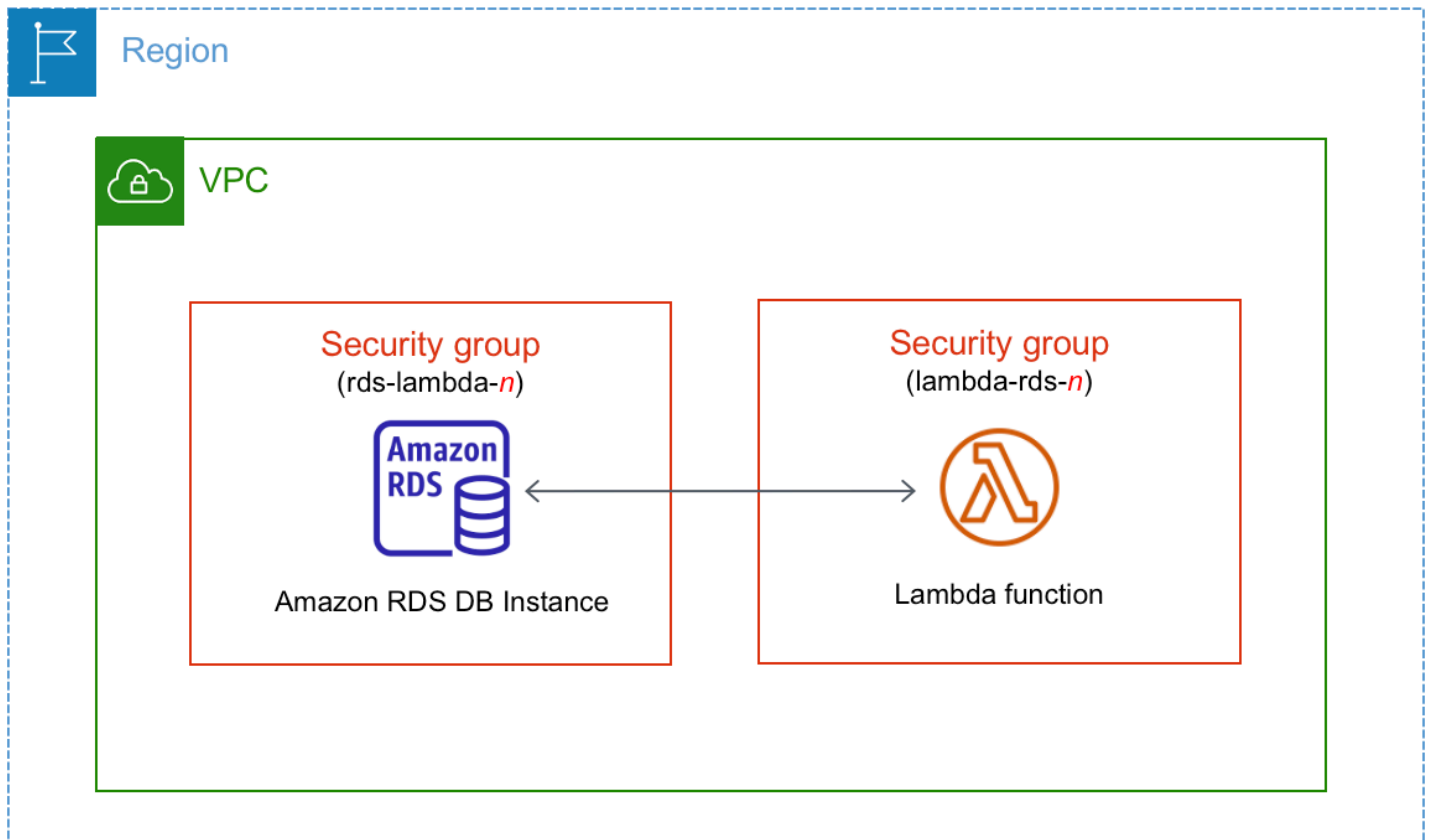 Region
VPC
Security group
(rds-lambda-n)
Amazon
RDS
Amazon RDS DB Instance
Security group
(lambda-rds-n)
Lambda function